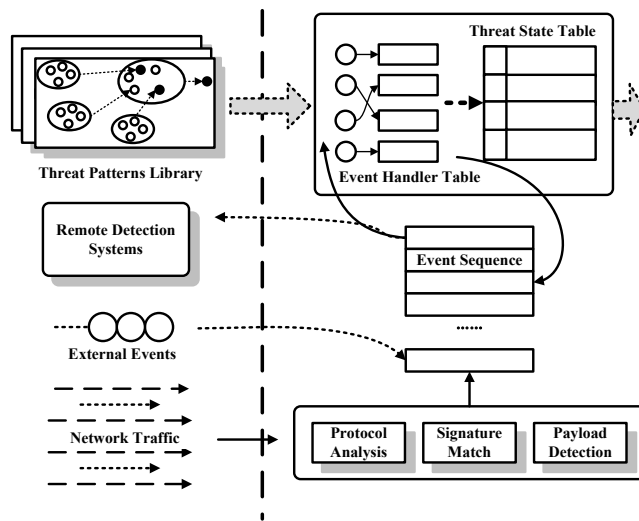 Threat State Table
Threat Patterns Library
Event Handler Table
Remote Detection
Systems
Event Sequence
......
External Events
Network Traffic
Protocol
Analysis
Signature
Match
Payload
Detection